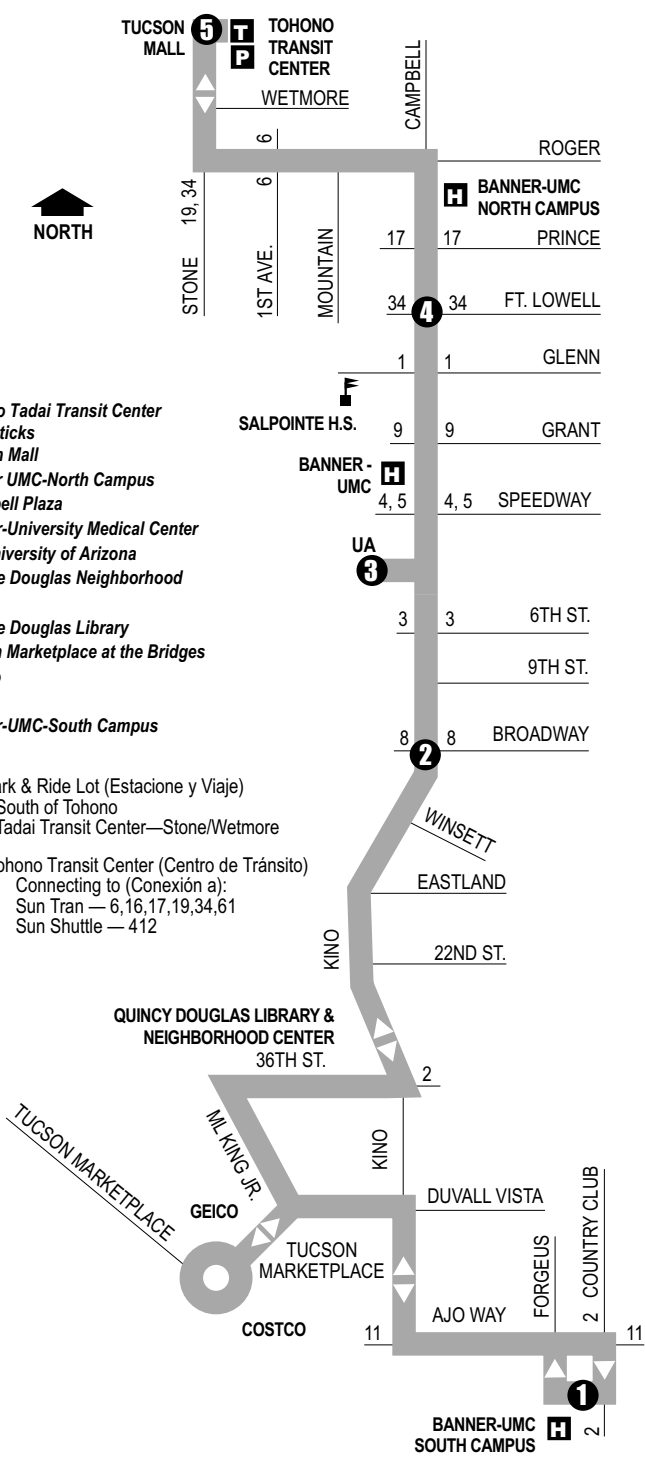 TUCSON
MALL
5
T
P
TOHONO
TRANSIT
CENTER
WETMORE
CAMPBELL
6
6
ROGER
H
BANNER-UMC
NORTH CAMPUS
NORTH
19, 34
STONE
1ST AVE.
MOUNTAIN
17 17 PRINCE
34 4 34 FT. LOWELL
1 1 GLENN
SALPOINTE H.S.
9 9 GRANT
BANNER -
UMC
H
4, 5 4, 5 SPEEDWAY
UA
3
3 3 6TH ST.
9TH ST.
8 8 BROADWAY
2
o Tadai Transit Center
ticks
n Mall
r UMC-North Campus
bell Plaza
r-University Medical Center
niversity of Arizona
e Douglas Neighborhood
e Douglas Library
n Marketplace at the Bridges
r-UMC-South Campus
ark & Ride Lot (Estacione y Viaje)
South of Tohono
Tadai Transit Center—Stone/Wetmore
ohono Transit Center (Centro de Tránsito)
Connecting to (Conexión a):
Sun Tran — 6,16,17,19,34,61
Sun Shuttle — 412
WINSETT
EASTLAND
KINO
22ND ST.
QUINCY DOUGLAS LIBRARY &
NEIGHBORHOOD CENTER
36TH ST.
2
TUCSON MARKETPLACE
ML KING JR.
KINO
GEICO
DUVALL VISTA
TUCSON
MARKETPLACE
COSTCO
FORGEUS
2 COUNTRY CLUB
AJO WAY
11 11
1
BANNER-UMC
SOUTH CAMPUS
H
2